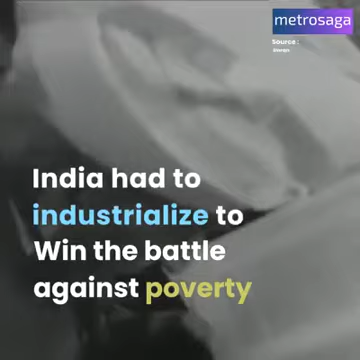 metrosaga
Source :
India had to
industrialize to
Win the battle
against poverty